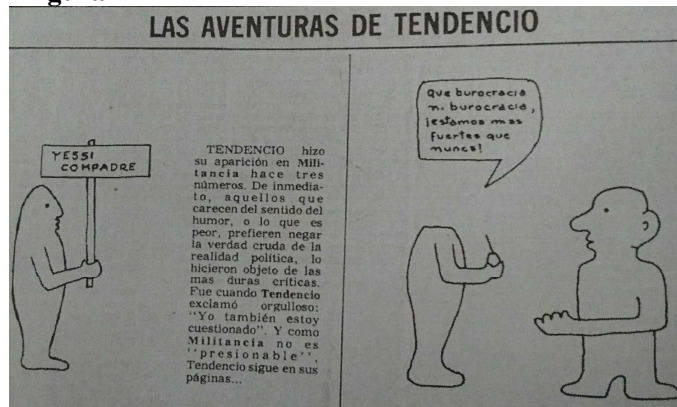 LAS AVENTURAS DE TENDENCIO
YESSI
COMPADRE
TENDENCIO hizo
su aparición en Mili-
tancia hace tres
números. De inmedia-
to, aquellos que
carecen del sentido del
humor, o lo que es
peor, prefieren negar
la verdad cruda de la
realidad política, lo
hicieron objeto de las
mas duras críticas.
Fue cuando Tendencio
exclamó orgulloso:
"Yo también estoy
cuestionado". Y como
Militancia no es
"presionable",
Tendencio sigue en sus
páginas...
Que burocracia
ni burocracia,
¡estamos mas
fuertes que
nunca!